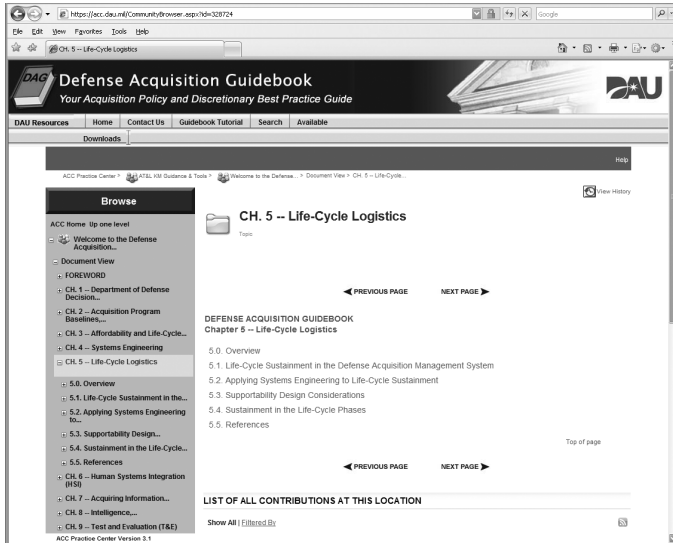 https://acc.dau.mil/CommunityBrowser.aspx?id=328724
Google
File Edit View Favorites Tools Help
CH. 5 -- Life-Cycle Logistics
DAG
Defense Acquisition Guidebook
Your Acquisition Policy and Discretionary Best Practice Guide
DAU
DAU Resources Home Contact Us Guidebook Tutorial Search Available
Downloads
Help
ACC Practice Center > AT&L KM Guidance & Tools > Welcome to the Defense... > Document View > CH. 5 -- Life-Cycle...
View History
Browse
ACC Home Up one level
Welcome to the Defense
Acquisition...
Document View
FOREWORD
CH. 1 -- Department of Defense
Decision...
CH. 2 -- Acquisition Program
Baselines,...
CH. 3 -- Affordability and Life-Cycle...
CH. 4 -- Systems Engineering
CH. 5 -- Life-Cycle Logistics
5.0. Overview
5.1. Life-Cycle Sustainment in the...
5.2. Applying Systems Engineering
to...
5.3. Supportability Design...
5.4. Sustainment in the Life-Cycle...
5.5. References
CH. 6 -- Human Systems Integration
(HSI)
CH. 7 -- Acquiring Information...
CH. 8 -- Intelligence,...
CH. 9 -- Test and Evaluation (T&E)
ACC Practice Center Version 3.1
CH. 5 -- Life-Cycle Logistics
Topic
PREVIOUS PAGE NEXT PAGE
DEFENSE ACQUISITION GUIDEBOOK
Chapter 5 -- Life-Cycle Logistics
5.0. Overview
5.1. Life-Cycle Sustainment in the Defense Acquisition Management System
5.2. Applying Systems Engineering to Life-Cycle Sustainment
5.3. Supportability Design Considerations
5.4. Sustainment in the Life-Cycle Phases
5.5. References
Top of page
PREVIOUS PAGE NEXT PAGE
LIST OF ALL CONTRIBUTIONS AT THIS LOCATION
Show All | Filtered By